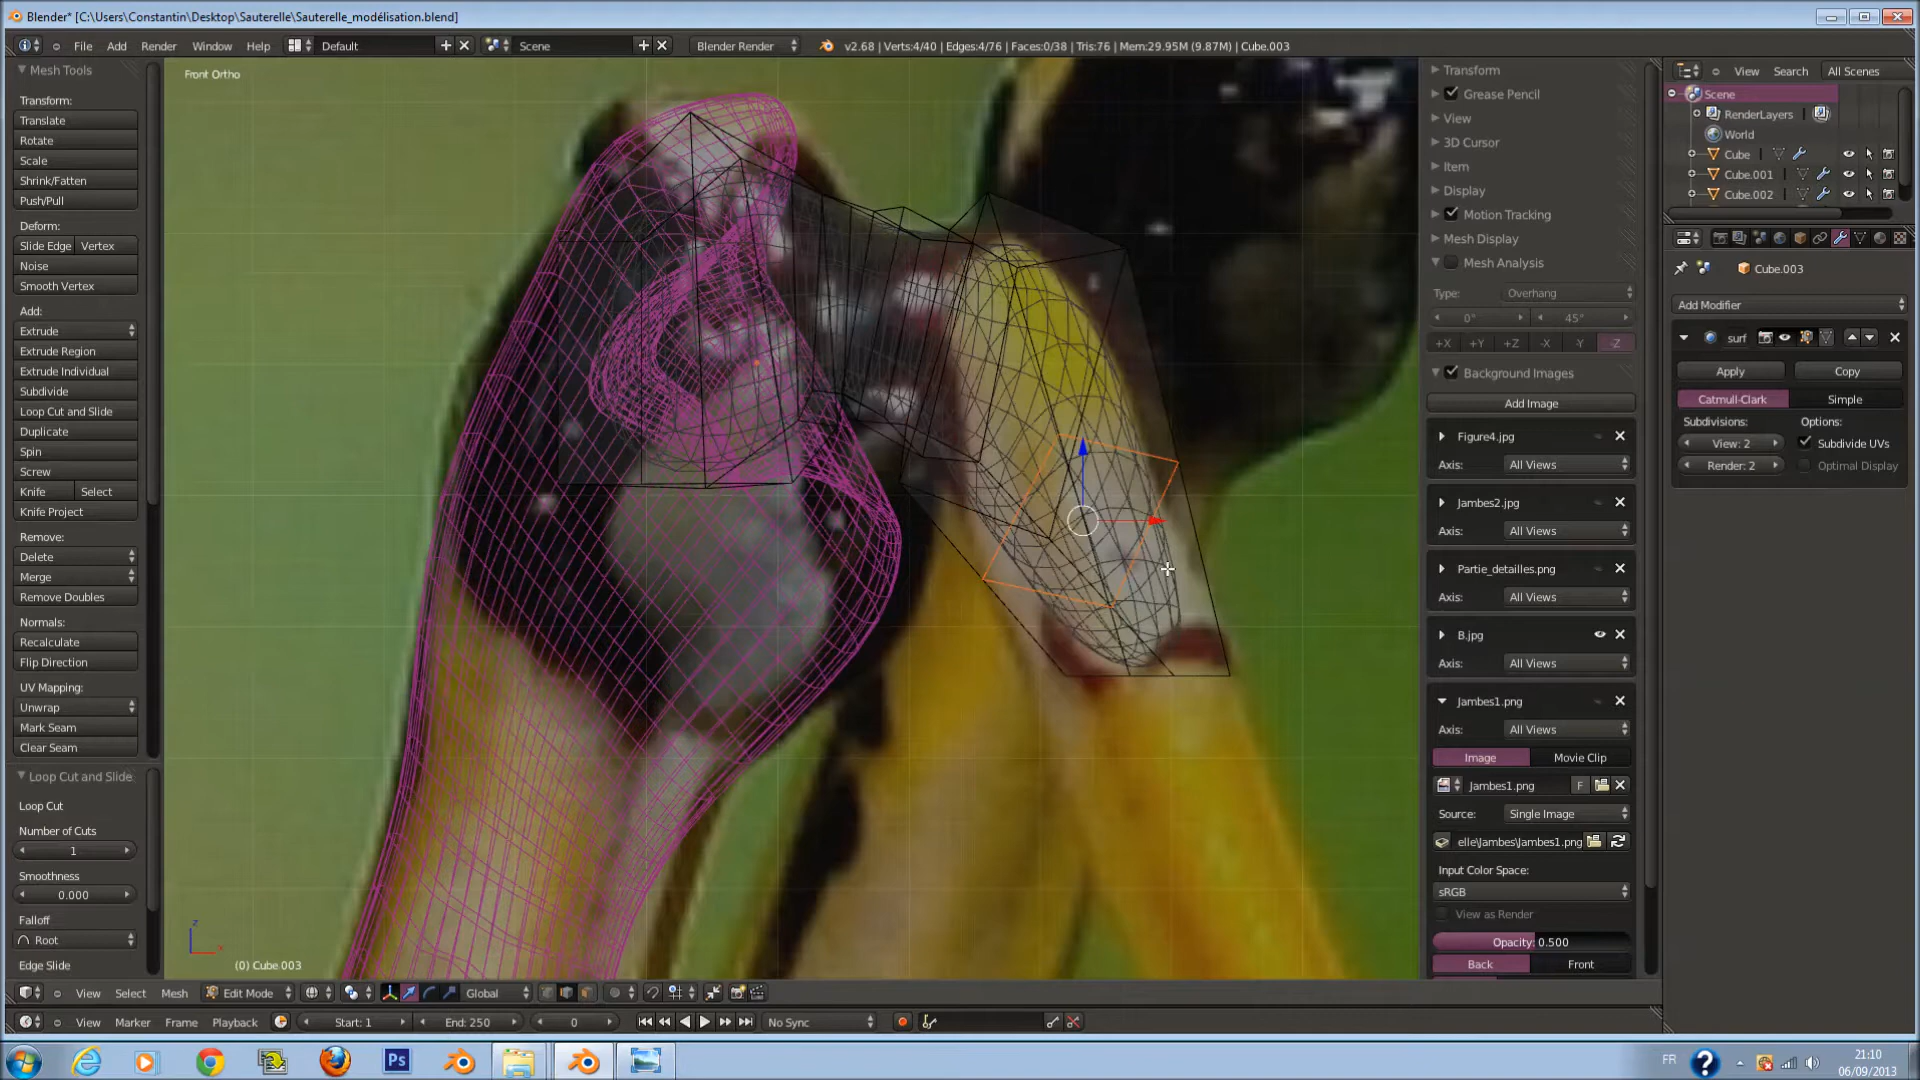 Blender* [C:\Users\Constantin\Desktop\Sauterelle\Sauterelle_modélisation.blend]
File Add Render Window Help Default Scene Blender Render v2.68 | Verts:4/40 | Edges:4/76 | Faces:0/38 | Tris:76 | Mem:29.95M (9.87M) | Cube.003
Mesh Tools
Transform:
Translate
Rotate
Scale
Shrink/Fatten
Push/Pull
Deform:
Slide Edge Vertex
Noise
Smooth Vertex
Add:
Extrude
Extrude Region
Extrude Individual
Subdivide
Loop Cut and Slide
Duplicate
Spin
Screw
Knife Select
Knife Project
Remove:
Delete
Merge
Remove Doubles
Normals:
Recalculate
Flip Direction
UV Mapping:
Unwrap
Mark Seam
Clear Seam
Loop Cut and Slide
Loop Cut
Number of Cuts
1
Smoothness
0.000
Falloff
Root
Edge Slide
Front Ortho
z
x
(0) Cube 003
Transform
Grease Pencil
View
3D Cursor
Item
Display
Motion Tracking
Mesh Display
Mesh Analysis
Type: Overhang
0° 45°
+X +Y +Z -X -Y -Z
Background Images
Add Image
Figure4.jpg
Axis: All Views
Jambes2.jpg
Axis: All Views
Partie_detailles.png
Axis: All Views
B.jpg
Axis: All Views
Jambes1.png
Axis: All Views
Image Movie Clip
Jambes1.png F
Source: Single Image
elle\Jambes\Jambes1.png
Input Color Space:
sRGB
View as Render
Opacity: 0.500
Back Front
View Search All Scenes
Scene
RenderLayers
World
Cube
Cube.001
Cube.002
Cube.003
Add Modifier
surf
Apply Copy
Catmull-Clark Simple
Subdivisions: Options:
View: 2 Subdivide UVs
Render: 2 Optimal Display
View Select Mesh Edit Mode Global
View Marker Frame Playback Start: 1 End: 250 0 No Sync
Ps
FR
21:10
06/09/2013